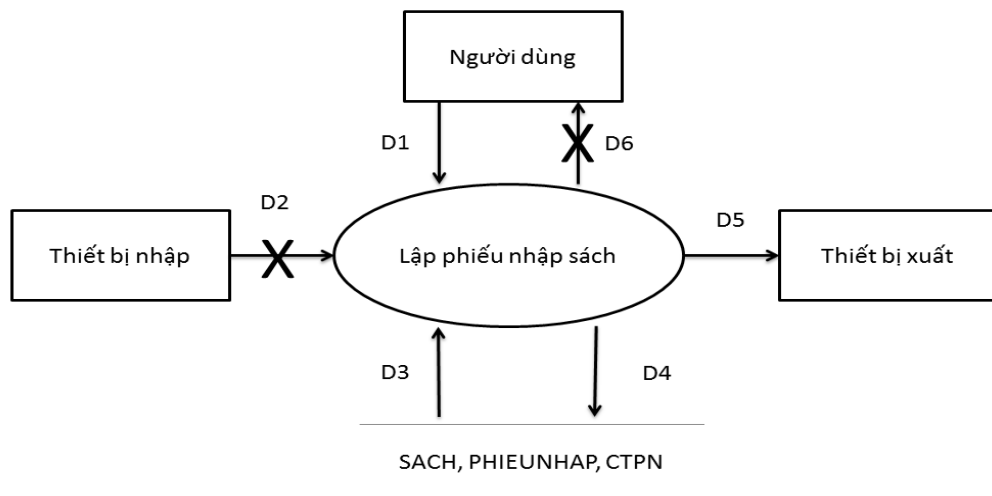 Người dùng
D1
D6
D2
D5
Thiết bị nhập
Lập phiếu nhập sách
Thiết bị xuất
D3
D4
SACH, PHIEUNHAP, CTPN